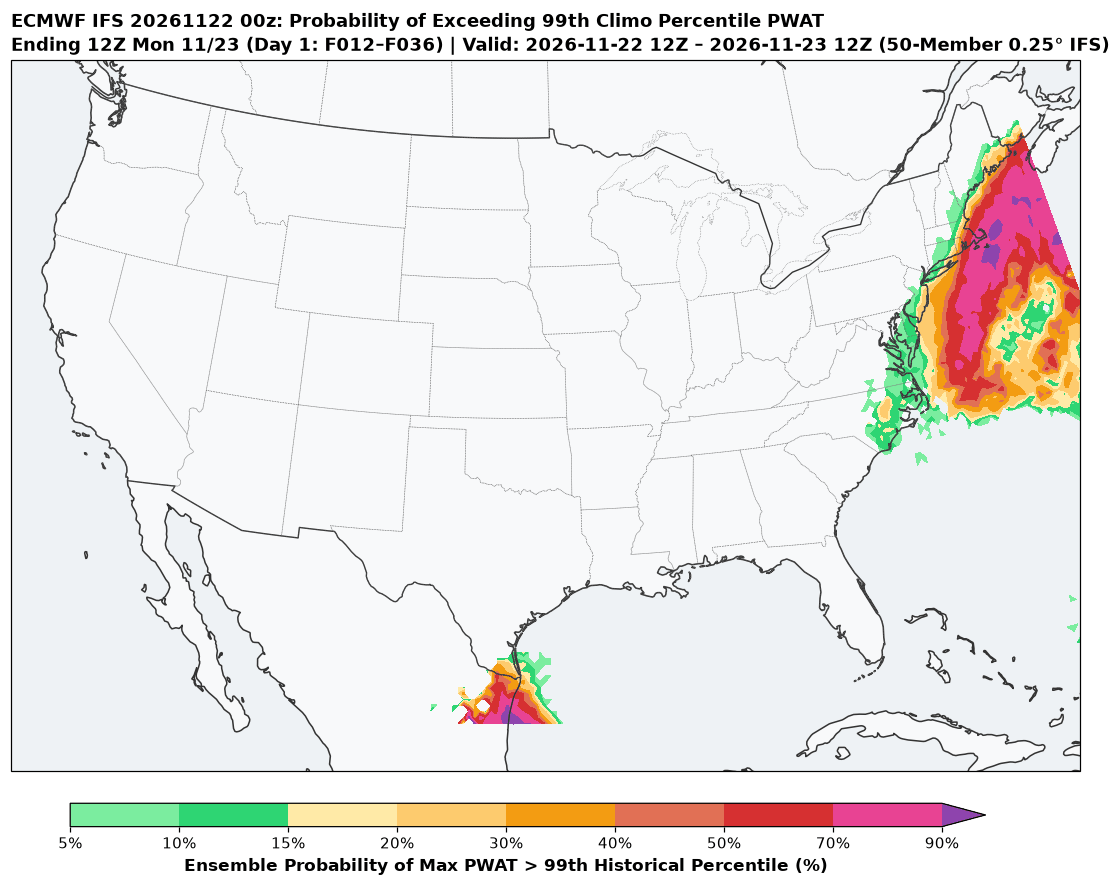 ECMWF IFS 20261122 00z: Probability of Exceeding 99th Climo Percentile PWAT
Ending 12Z Mon 11/23 (Day 1: F012–F036) | Valid: 2026-11-22 12Z – 2026-11-23 12Z (50-Member 0.25° IFS)
5% 10% 15% 20% 30% 40% 50% 70% 90%
Ensemble Probability of Max PWAT > 99th Historical Percentile (%)